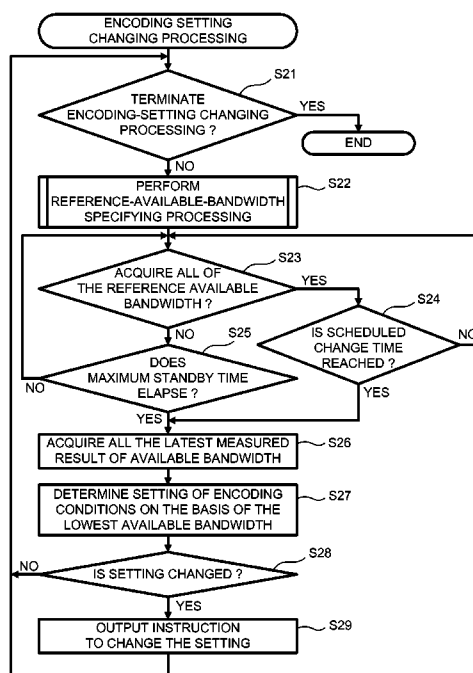 ENCODING SETTING
CHANGING PROCESSING
S21
TERMINATE
ENCODING-SETTING CHANGING
PROCESSING ?
YES
END
NO
S22
PERFORM
REFERENCE-AVAILABLE-BANDWIDTH
SPECIFYING PROCESSING
S23
ACQUIRE ALL OF
THE REFERENCE AVAILABLE
BANDWIDTH ?
YES
S24
NO
S25
IS SCHEDULED
CHANGE TIME
REACHED ?
NO
DOES
MAXIMUM STANDBY TIME
ELAPSE ?
NO
YES
YES
ACQUIRE ALL THE LATEST MEASURED
RESULT OF AVAILABLE BANDWIDTH
S26
DETERMINE SETTING OF ENCODING
CONDITIONS ON THE BASIS OF THE
LOWEST AVAILABLE BANDWIDTH
S27
S28
NO
IS SETTING CHANGED ?
YES
OUTPUT INSTRUCTION
TO CHANGE THE SETTING
S29